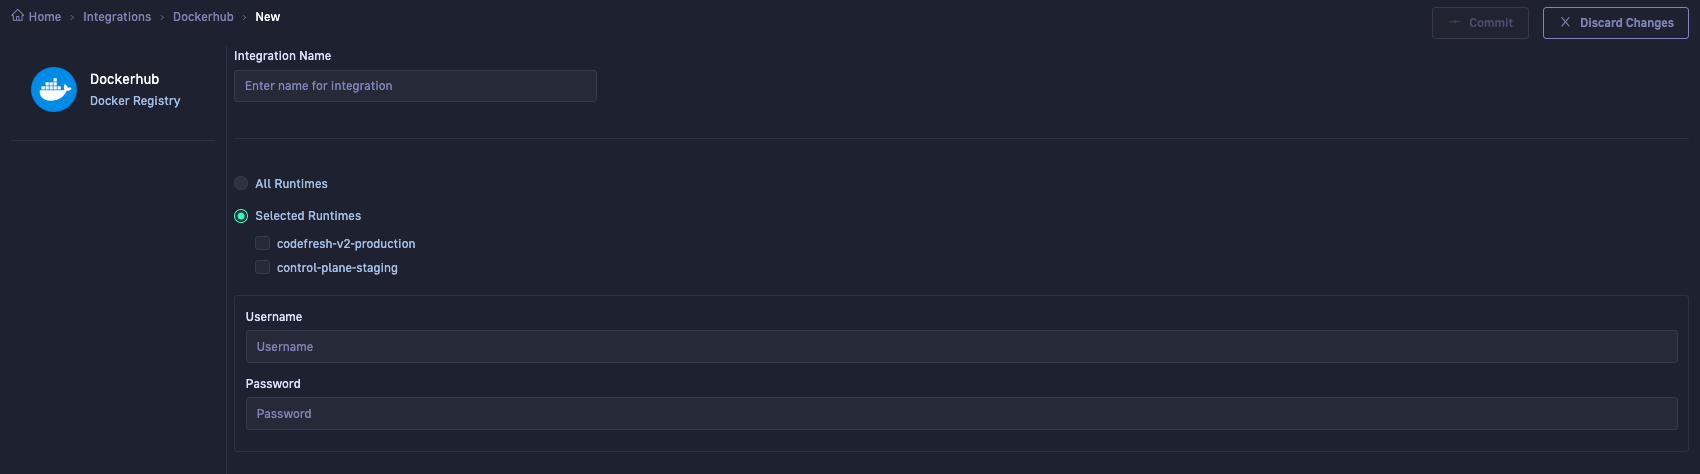 Home › Integrations › Dockerhub › New
Commit
Discard Changes
Dockerhub
Docker Registry
Integration Name
Enter name for integration
All Runtimes
Selected Runtimes
codefresh-v2-production
control-plane-staging
Username
Username
Password
Password